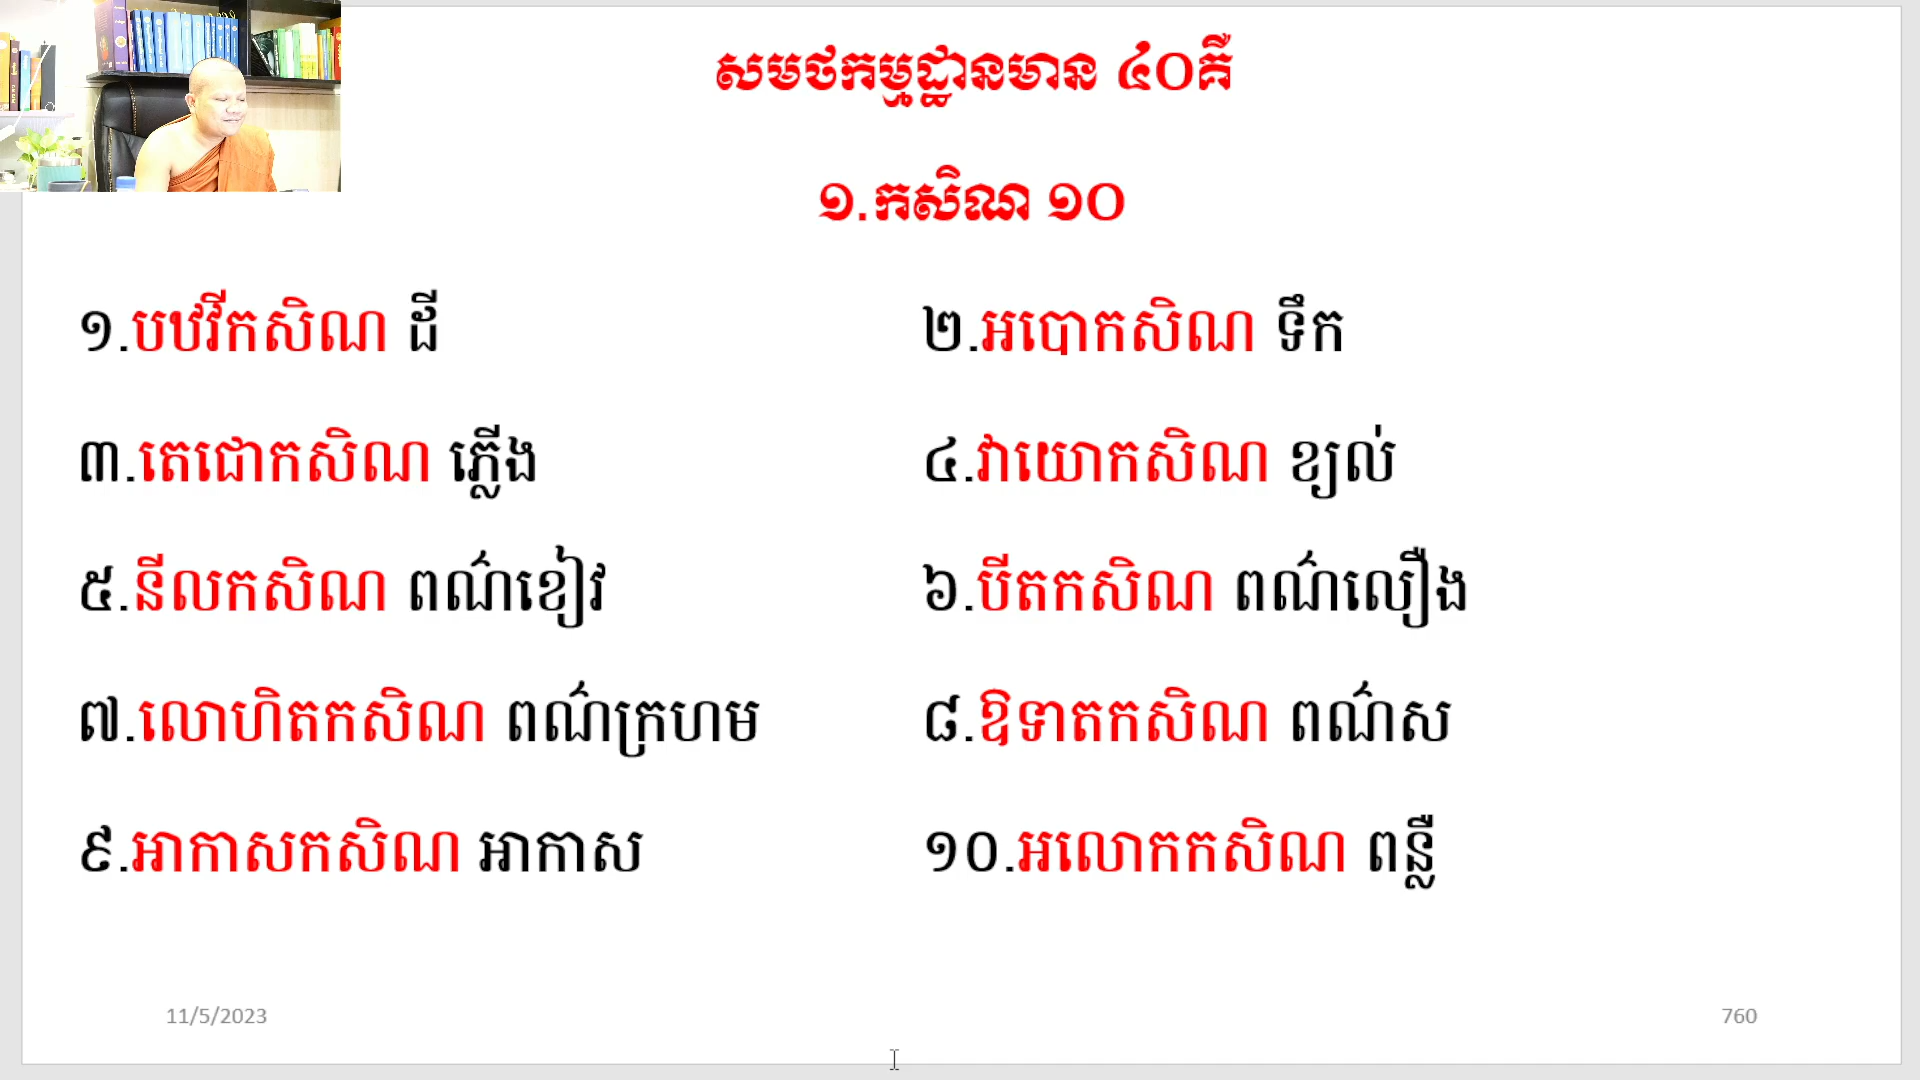 សមថកម្មដ្ឋានមាន ៤០គឺ
១.កសិណ ១០
១.បឋវីកសិណ ដី
២.អបោកសិណ ទឹក
៣.តេជោកសិណ ភ្លើង
៤.វាយោកសិណ ខ្យល់
៥.នីលកសិណ ពណ៌ខៀវ
៦.បីតកសិណ ពណ៌លឿង
៧.លោហិតកសិណ ពណ៌ក្រហម
៨.ឱទាតកសិណ ពណ៌ស
៩.អាកាសកសិណ អាកាស
១០.អលោកកសិណ ពន្លឺ
11/5/2023
760